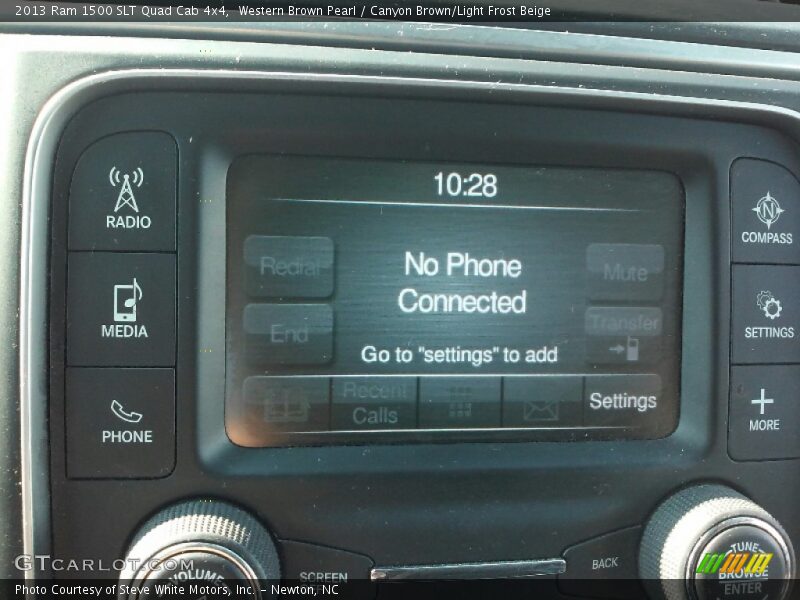 2013 Ram 1500 SLT Quad Cab 4x4,  Western Brown Pearl / Canyon Brown/Light Frost Beige
10:28
RADIO
COMPASS
Redial
No Phone
Connected
Mute
MEDIA
SETTINGS
End
Transfer
Go to "settings" to add
Recent
Calls
Settings
PHONE
MORE
VOLUME
SCREEN
BACK
TUNE
BROWSE
ENTER
GTcarlot.com
Photo Courtesy of Steve White Motors, Inc. – Newton, NC